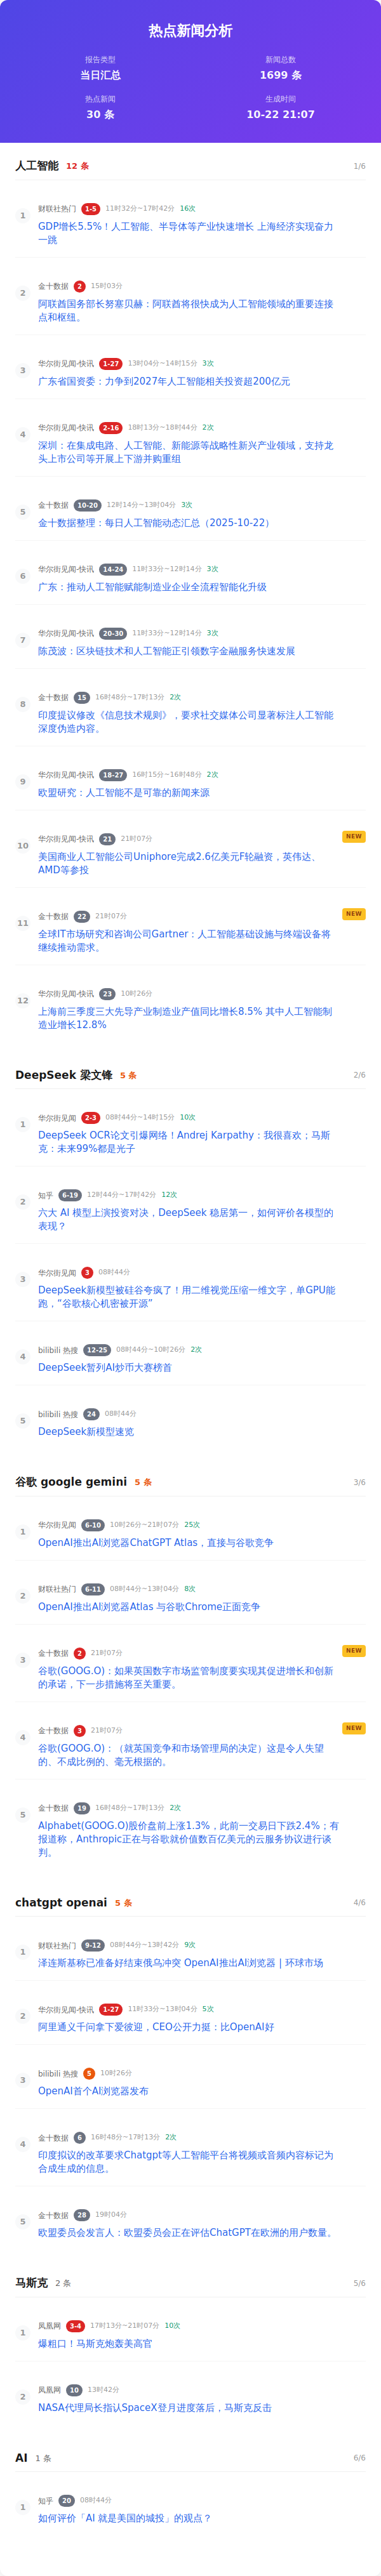 热点新闻分析
报告类型
当日汇总
新闻总数
1699 条
热点新闻
30 条
生成时间
10-22 21:07
人工智能 12 条 1/6
1 财联社热门 1-5 11时32分~17时42分 16次
GDP增长5.5%！人工智能、半导体等产业快速增长 上海经济实现奋力
一跳
2 金十数据 2 15时03分
阿联酋国务部长努塞贝赫：阿联酋将很快成为人工智能领域的重要连接
点和枢纽。
3 华尔街见闻-快讯 1-27 13时04分~14时15分 3次
广东省国资委：力争到2027年人工智能相关投资超200亿元
4 华尔街见闻-快讯 2-16 18时13分~18时44分 2次
深圳：在集成电路、人工智能、新能源等战略性新兴产业领域，支持龙
头上市公司等开展上下游并购重组
5 金十数据 10-20 12时14分~13时04分 3次
金十数据整理：每日人工智能动态汇总（2025-10-22）
6 华尔街见闻-快讯 14-24 11时33分~12时14分 3次
广东：推动人工智能赋能制造业企业全流程智能化升级
7 华尔街见闻-快讯 20-30 11时33分~12时14分 3次
陈茂波：区块链技术和人工智能正引领数字金融服务快速发展
8 金十数据 15 16时48分~17时13分 2次
印度提议修改《信息技术规则》，要求社交媒体公司显著标注人工智能
深度伪造内容。
9 华尔街见闻-快讯 18-27 16时15分~16时48分 2次
欧盟研究：人工智能不是可靠的新闻来源
10 华尔街见闻-快讯 21 21时07分 NEW
美国商业人工智能公司Uniphore完成2.6亿美元F轮融资，英伟达、
AMD等参投
11 金十数据 22 21时07分 NEW
全球IT市场研究和咨询公司Gartner：人工智能基础设施与终端设备将
继续推动需求。
12 华尔街见闻-快讯 23 10时26分
上海前三季度三大先导产业制造业产值同比增长8.5% 其中人工智能制
造业增长12.8%
DeepSeek 梁文锋 5 条 2/6
1 华尔街见闻 2-3 08时44分~14时15分 10次
DeepSeek OCR论文引爆网络！Andrej Karpathy：我很喜欢；马斯
克：未来99%都是光子
2 知乎 6-19 12时44分~17时42分 12次
六大 AI 模型上演投资对决，DeepSeek 稳居第一，如何评价各模型的
表现？
3 华尔街见闻 3 08时44分
DeepSeek新模型被硅谷夸疯了！用二维视觉压缩一维文字，单GPU能
跑，“谷歌核心机密被开源”
4 bilibili 热搜 12-25 08时44分~10时26分 2次
DeepSeek暂列AI炒币大赛榜首
5 bilibili 热搜 24 08时44分
DeepSeek新模型速览
谷歌 google gemini 5 条 3/6
1 华尔街见闻 6-10 10时26分~21时07分 25次
OpenAI推出AI浏览器ChatGPT Atlas，直接与谷歌竞争
2 财联社热门 6-11 08时44分~13时04分 8次
OpenAI推出AI浏览器Atlas 与谷歌Chrome正面竞争
3 金十数据 2 21时07分 NEW
谷歌(GOOG.O)：如果英国数字市场监管制度要实现其促进增长和创新
的承诺，下一步措施将至关重要。
4 金十数据 3 21时07分 NEW
谷歌(GOOG.O)：（就英国竞争和市场管理局的决定）这是令人失望
的、不成比例的、毫无根据的。
5 金十数据 19 16时48分~17时13分 2次
Alphabet(GOOG.O)股价盘前上涨1.3%，此前一交易日下跌2.4%；有
报道称，Anthropic正在与谷歌就价值数百亿美元的云服务协议进行谈
判。
chatgpt openai 5 条 4/6
1 财联社热门 9-12 08时44分~13时42分 9次
泽连斯基称已准备好结束俄乌冲突 OpenAI推出AI浏览器 | 环球市场
2 华尔街见闻-快讯 1-27 11时33分~13时04分 5次
阿里通义千问拿下爱彼迎，CEO公开力挺：比OpenAI好
3 bilibili 热搜 5 10时26分
OpenAI首个AI浏览器发布
4 金十数据 6 16时48分~17时13分 2次
印度拟议的改革要求Chatgpt等人工智能平台将视频或音频内容标记为
合成生成的信息。
5 金十数据 28 19时04分
欧盟委员会发言人：欧盟委员会正在评估ChatGPT在欧洲的用户数量。
马斯克 2 条 5/6
1 凤凰网 3-4 17时13分~21时07分 10次
爆粗口！马斯克炮轰美高官
2 凤凰网 10 13时42分
NASA代理局长指认SpaceX登月进度落后，马斯克反击
AI 1 条 6/6
1 知乎 20 08时44分
如何评价「AI 就是美国的城投」的观点？